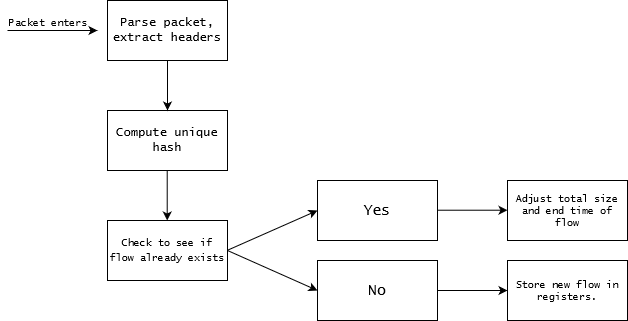 Packet enters
Parse packet,
extract headers
Compute unique
hash
Check to see if
flow already exists
Yes
Adjust total size
and end time of
flow
No
Store new flow in
registers.